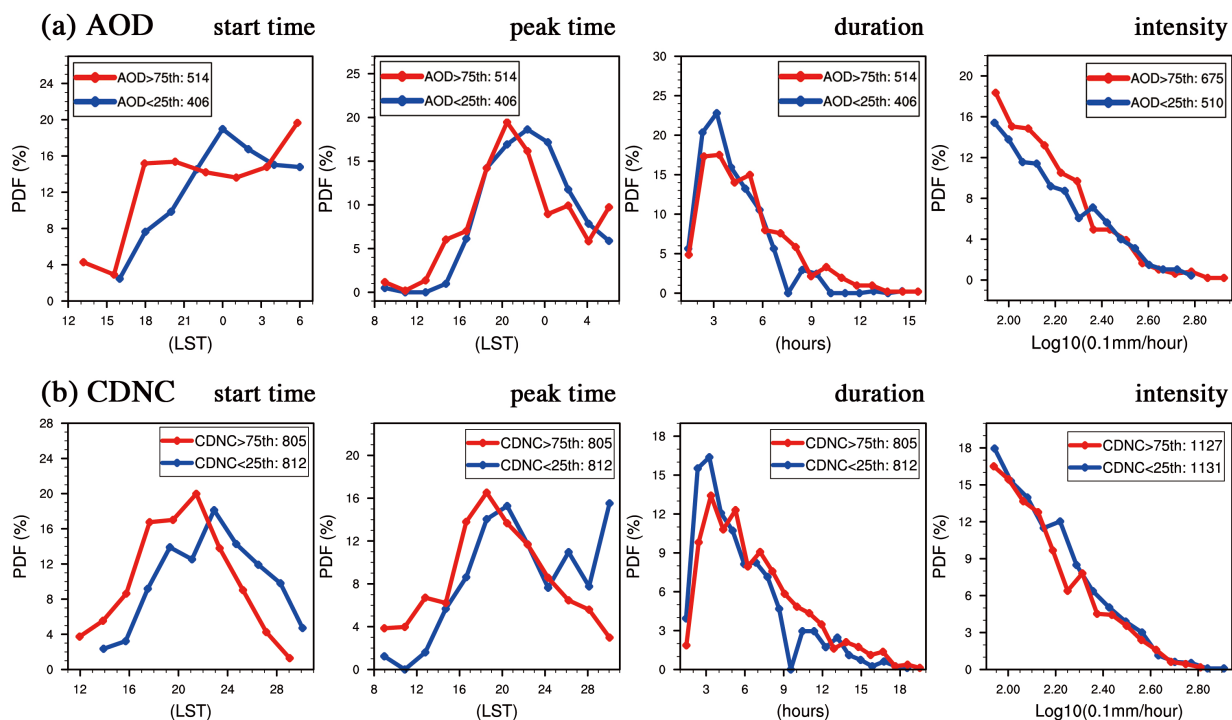 (a) AOD start time peak time duration intensity
AOD>75th: 514
AOD<25th: 406
PDF (%)
0 4 8 12 16 20 24
12 15 18 21 0 3 6
(LST)
AOD>75th: 514
AOD<25th: 406
PDF (%)
0 5 10 15 20 25
8 12 16 20 0 4
(LST)
AOD>75th: 514
AOD<25th: 406
PDF (%)
0 5 10 15 20 25 30
3 6 9 12 15
(hours)
AOD>75th: 675
AOD<25th: 510
PDF (%)
0 4 8 12 16 20
2.00 2.20 2.40 2.60 2.80
Log10(0.1mm/hour)
(b) CDNC start time peak time duration intensity
CDNC>75th: 805
CDNC<25th: 812
PDF (%)
0 4 8 12 16 20 24 28
12 16 20 24 28
(LST)
CDNC>75th: 805
CDNC<25th: 812
PDF (%)
0 4 8 12 16 20
8 12 16 20 24 28
(LST)
CDNC>75th: 805
CDNC<25th: 812
PDF (%)
0 3 6 9 12 15 18
3 6 9 12 15 18
(hours)
CDNC>75th: 1127
CDNC<25th: 1131
PDF (%)
0 3 6 9 12 15 18
2.00 2.20 2.40 2.60 2.80
Log10(0.1mm/hour)